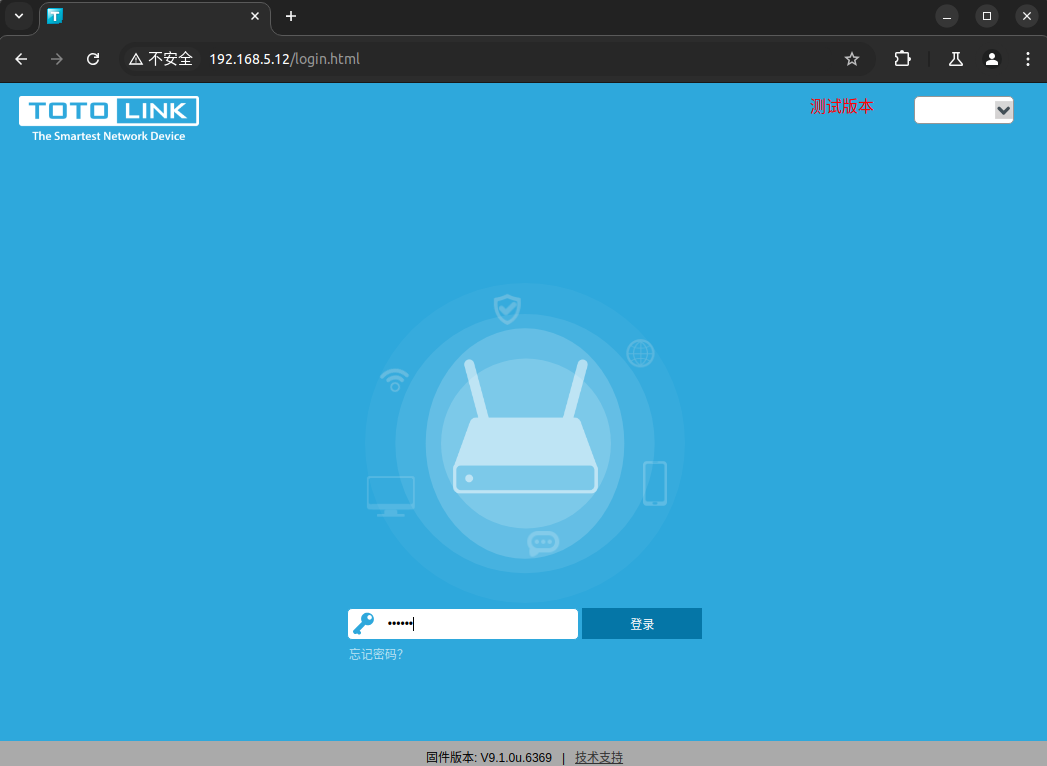 不安全 192.168.5.12/login.html
TOTO LINK
The Smartest Network Device
测试版本
••••••
登录
忘记密码?
固件版本: V9.1.0u.6369 | 技术支持